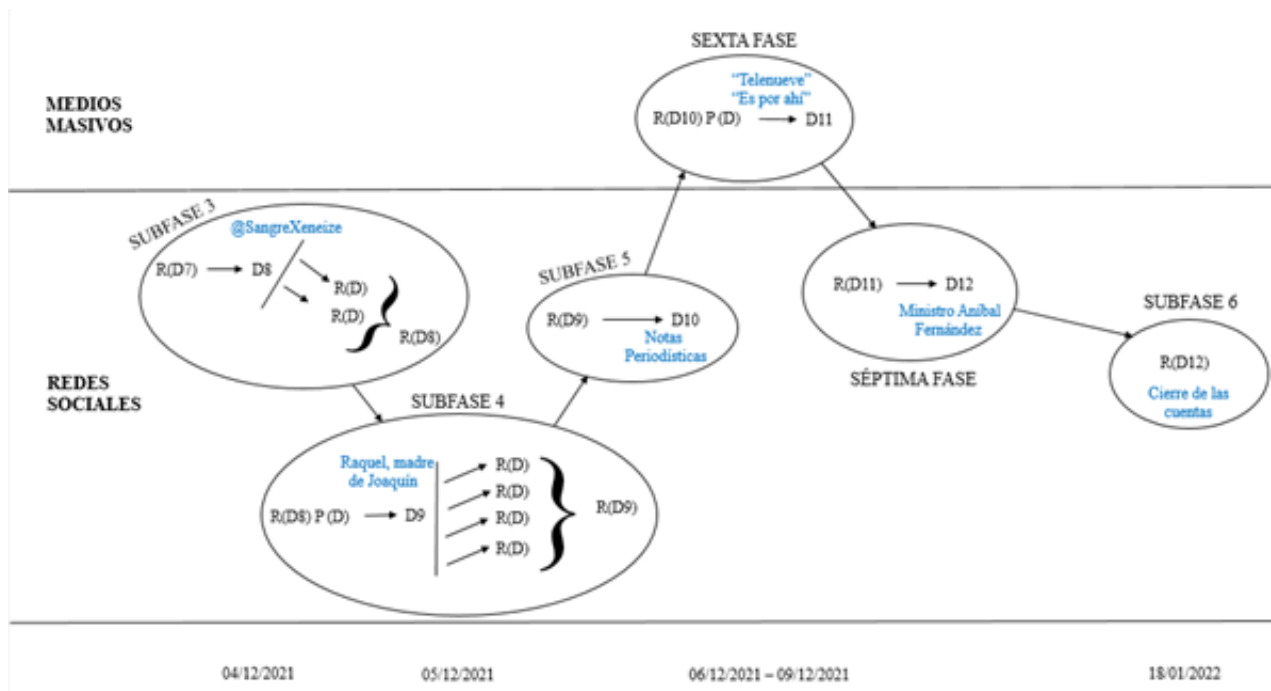 SEXTA FASE
MEDIOS
MASIVOS
“Telenueve”
“Es por ahí”
R(D10) P (D)
D11
SUBFASE 3
@SangreXeneize
R(D7)
D8
R(D)
R(D)
R(D8)
SUBFASE 5
R(D9)
D10
Notas
Periodísticas
R(D11)
D12
Ministro Aníbal
Fernández
SÉPTIMA FASE
SUBFASE 6
R(D12)
Cierre de las
cuentas
REDES
SOCIALES
SUBFASE 4
Raquel, madre
de Joaquín
R(D8) P (D)
D9
R(D)
R(D)
R(D)
R(D)
R(D9)
04/12/2021
05/12/2021
06/12/2021 – 09/12/2021
18/01/2022